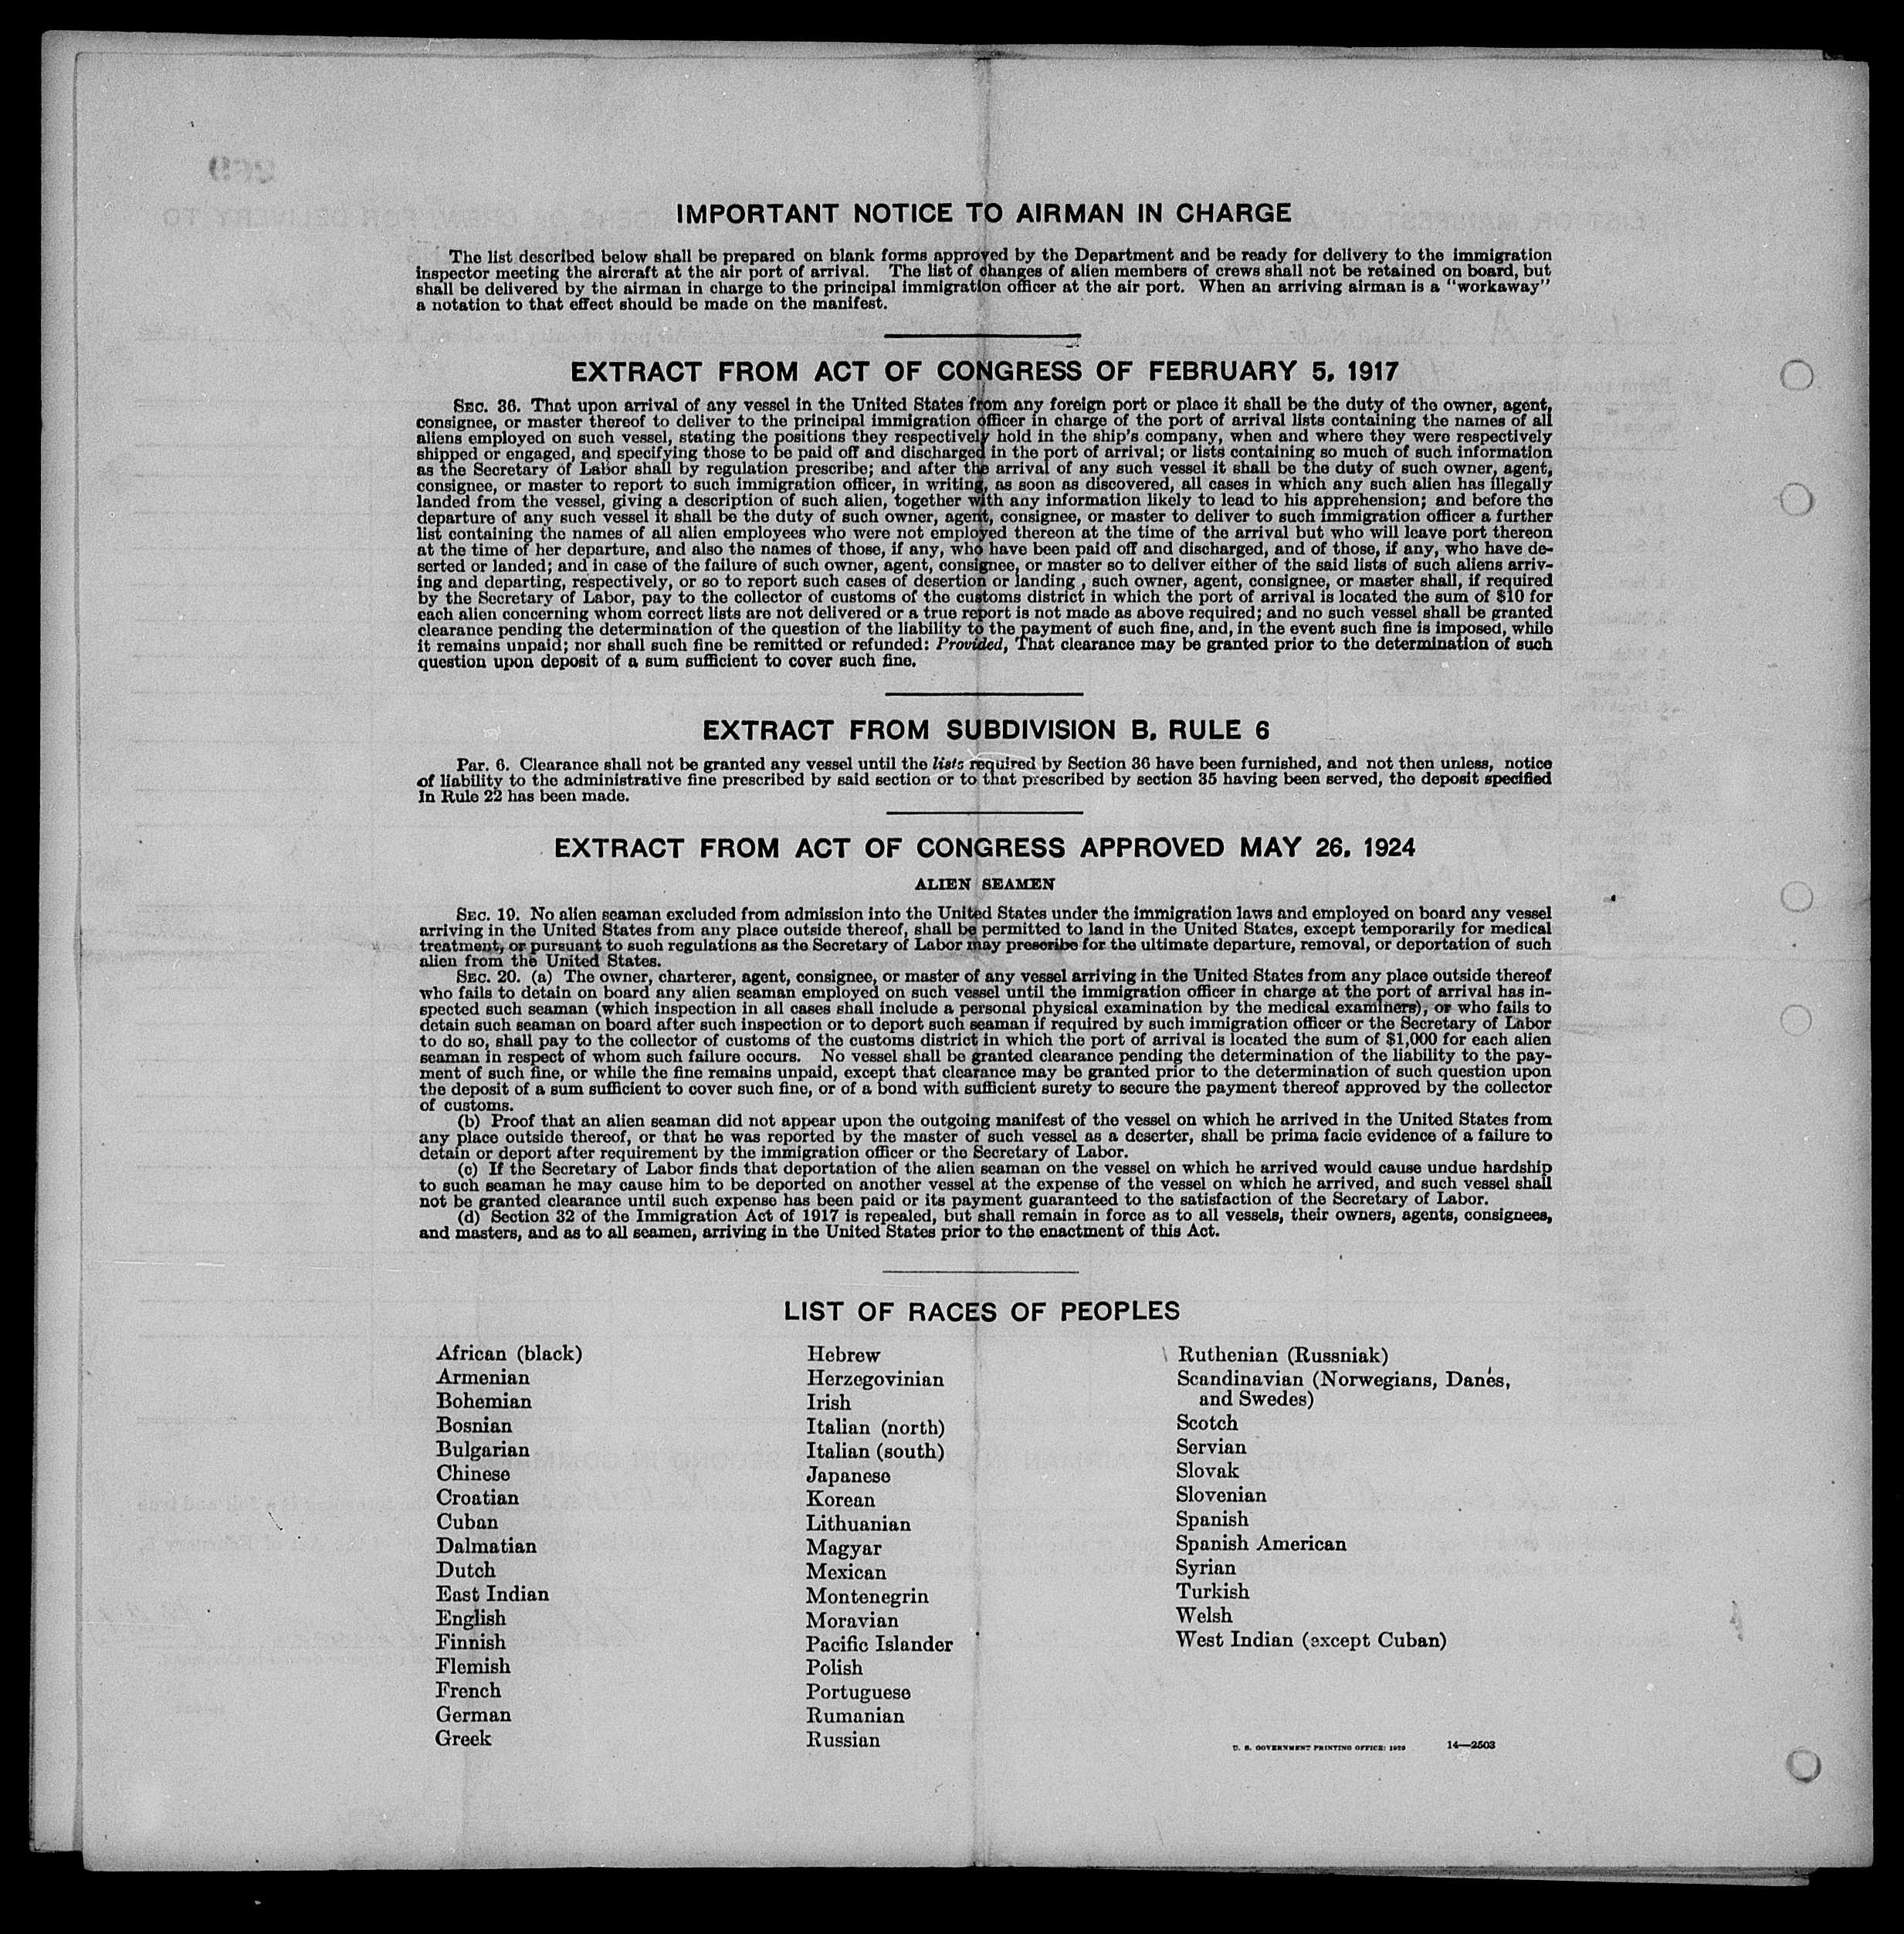 IMPORTANT NOTICE TO AIRMAN IN CHARGE
The list described below shall be prepared on blank forms approved by the Department and be ready for delivery to the immigration
inspector meeting the aircraft at the air port of arrival. The list of changes of alien members of crews shall not be retained on board, but
shall be delivered by the airman in charge to the principal immigration officer at the air port. When an arriving airman is a "workaway"
a notation to that effect should be made on the manifest.
EXTRACT FROM ACT OF CONGRESS OF FEBRUARY 5, 1917
SEC. 36. That upon arrival of any vessel in the United States from any foreign port or place it shall be the duty of the owner, agent,
consignee, or master thereof to deliver to the principal immigration officer in charge of the port of arrival lists containing the names of all
aliens employed on such vessel, stating the positions they respectively hold in the ship's company, when and where they were respectively
shipped or engaged, and specifying those to be paid off and discharged in the port of arrival; or lists containing so much of such information
as the Secretary of Labor shall by regulation prescribe; and after the arrival of any such vessel it shall be the duty of such owner, agent,
consignee, or master to report to such immigration officer, in writing, as soon as discovered, all cases in which any such alien has illegally
landed from the vessel, giving a description of such alien, together with any information likely to lead to his apprehension; and before the
departure of any such vessel it shall be the duty of such owner, agent, consignee, or master to deliver to such immigration officer a further
list containing the names of all alien employees who were not employed thereon at the time of the arrival but who will leave port thereon
at the time of her departure, and also the names of those, if any, who have been paid off and discharged, and of those, if any, who have de-
serted or landed; and in case of the failure of such owner, agent, consignee, or master so to deliver either of the said lists of such aliens arriv-
ing and departing, respectively, or so to report such cases of desertion or landing , such owner, agent, consignee, or master shall, if required
by the Secretary of Labor, pay to the collector of customs of the customs district in which the port of arrival is located the sum of $10 for
each alien concerning whom correct lists are not delivered or a true report is not made as above required; and no such vessel shall be granted
clearance pending the determination of the question of the liability to the payment of such fine, and, in the event such fine is imposed, while
it remains unpaid; nor shall such fine be remitted or refunded: Provided, That clearance may be granted prior to the determination of such
question upon deposit of a sum sufficient to cover such fine.
EXTRACT FROM SUBDIVISION B, RULE 6
Par. 6. Clearance shall not be granted any vessel until the lists required by Section 36 have been furnished, and not then unless, notice
of liability to the administrative fine prescribed by said section or to that prescribed by section 35 having been served, the deposit specified
in Rule 22 has been made.
EXTRACT FROM ACT OF CONGRESS APPROVED MAY 26, 1924
ALIEN SEAMEN
SEC. 19. No alien seaman excluded from admission into the United States under the immigration laws and employed on board any vessel
arriving in the United States from any place outside thereof, shall be permitted to land in the United States, except temporarily for medical
treatment, or pursuant to such regulations as the Secretary of Labor may prescribe for the ultimate departure, removal, or deportation of such
alien from the United States.
SEC. 20. (a) The owner, charterer, agent, consignee, or master of any vessel arriving in the United States from any place outside thereof
who fails to detain on board any alien seaman employed on such vessel until the immigration officer in charge at the port of arrival has in-
spected such seaman (which inspection in all cases shall include a personal physical examination by the medical examiners), or who fails to
detain such seaman on board after such inspection or to deport such seaman if required by such immigration officer or the Secretary of Labor
to do so, shall pay to the collector of customs of the customs district in which the port of arrival is located the sum of $1,000 for each alien
seaman in respect of whom such failure occurs. No vessel shall be granted clearance pending the determination of the liability to the pay-
ment of such fine, or while the fine remains unpaid, except that clearance may be granted prior to the determination of such question upon
the deposit of a sum sufficient to cover such fine, or of a bond with sufficient surety to secure the payment thereof approved by the collector
of customs.
(b) Proof that an alien seaman did not appear upon the outgoing manifest of the vessel on which he arrived in the United States from
any place outside thereof, or that he was reported by the master of such vessel as a deserter, shall be prima facie evidence of a failure to
detain or deport after requirement by the immigration officer or the Secretary of Labor.
(c) If the Secretary of Labor finds that deportation of the alien seaman on the vessel on which he arrived would cause undue hardship
to such seaman he may cause him to be deported on another vessel at the expense of the vessel on which he arrived, and such vessel shall
not be granted clearance until such expense has been paid or its payment guaranteed to the satisfaction of the Secretary of Labor.
(d) Section 32 of the Immigration Act of 1917 is repealed, but shall remain in force as to all vessels, their owners, agents, consignees,
and masters, and as to all seamen, arriving in the United States prior to the enactment of this Act.
LIST OF RACES OF PEOPLES
African (black)
Armenian
Bohemian
Bosnian
Bulgarian
Chinese
Croatian
Cuban
Dalmatian
Dutch
East Indian
English
Finnish
Flemish
French
German
Greek
Hebrew
Herzegovinian
Irish
Italian (north)
Italian (south)
Japanese
Korean
Lithuanian
Magyar
Mexican
Montenegrin
Moravian
Pacific Islander
Polish
Portuguese
Rumanian
Russian
Ruthenian (Russniak)
Scandinavian (Norwegians, Danes,
and Swedes)
Scotch
Servian
Slovak
Slovenian
Spanish
Spanish American
Syrian
Turkish
Welsh
West Indian (except Cuban)
U. S. GOVERNMENT PRINTING OFFICE: 1929 14—2503